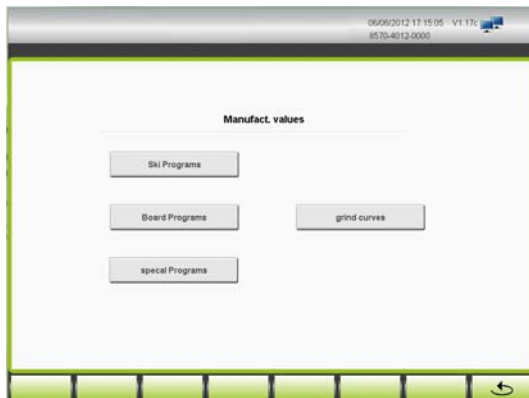 06/06/2012 17:15:05 V1.17c
8570-4012-0000
Manufact. values
Ski Programs
Board Programs
grind curves
specal Programs